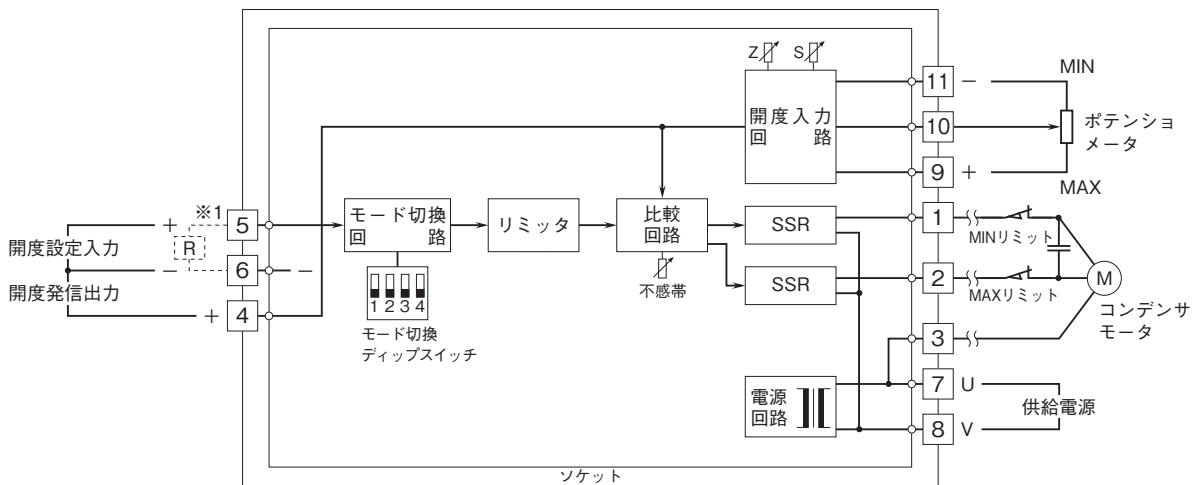 Z S
11 − MIN
開度入力
回 路
10 ポテンショ
メータ
9 +
MAX
※1
+ 5
モード切換
回 路
リミッタ
比較
回路
SSR
1
MINリミット
開度設定入力
R
− 6 −
1 2 3 4
不感帯
SSR
2
MAXリミット
M
開度発信出力
+ 4
モード切換
ディップスイッチ
コンデンサ
モータ
3
電源
回路
7 U
供給電源
8 V
ソケット